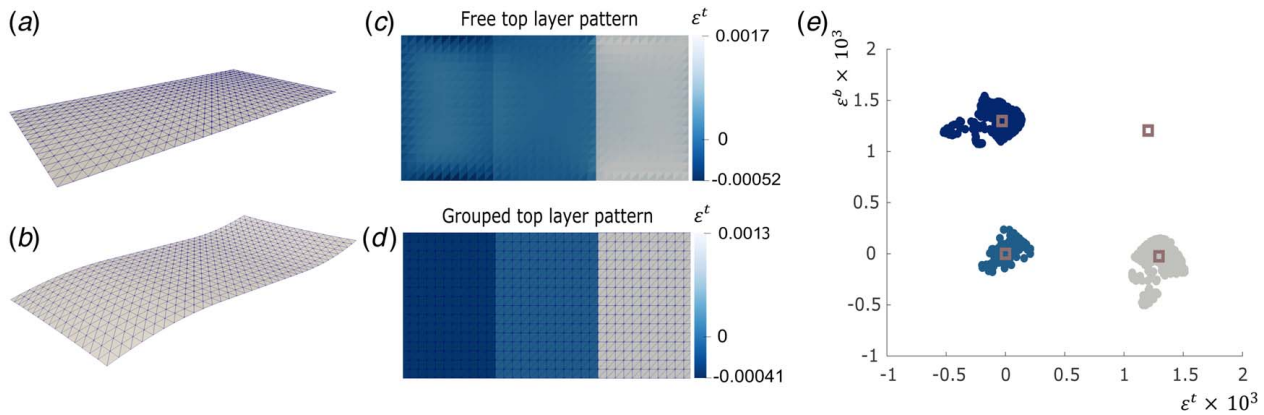 (a)
(b)
(c)
Free top layer pattern
εᵗ
0.0017
0
-0.00052
(d)
Grouped top layer pattern
εᵗ
0.0013
0
-0.00041
(e)
εᵇ × 10³
2
1.5
1
0.5
0
-0.5
-1
-1 -0.5 0 0.5 1 1.5 2
εᵗ × 10³